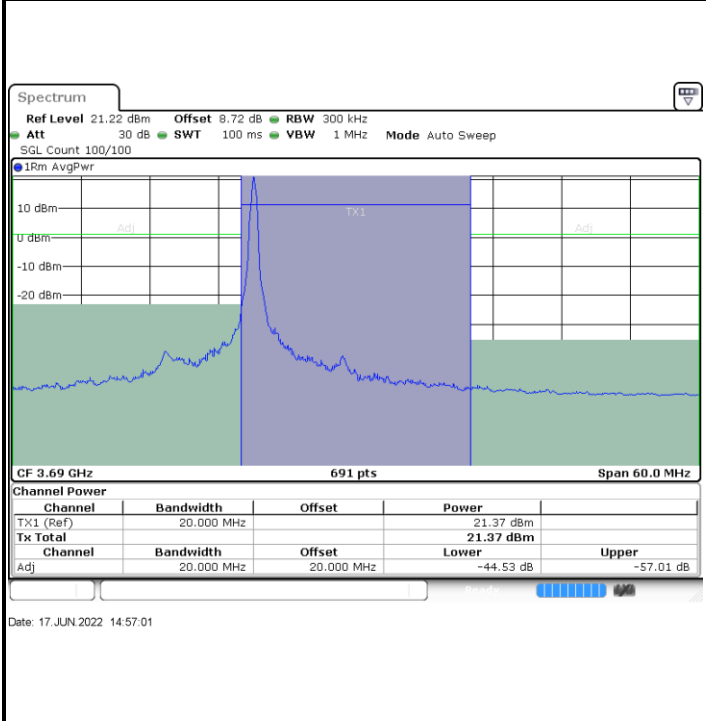 Spectrum
Ref Level 21.22 dBm Offset 8.72 dB RBW 300 kHz
Att 30 dB SWT 100 ms VBW 1 MHz Mode Auto Sweep
SGL Count 100/100
1Rm AvgPwr
10 dBm
TX1
Adj
Adj
0 dBm
-10 dBm
-20 dBm
CF 3.69 GHz 691 pts Span 60.0 MHz
Channel Power
Channel Bandwidth Offset Power
TX1 (Ref) 20.000 MHz 21.37 dBm
Tx Total 21.37 dBm
Channel Bandwidth Offset Lower Upper
Adj 20.000 MHz 20.000 MHz -44.53 dB -57.01 dB
Ready
Date: 17.JUN.2022 14:57:01